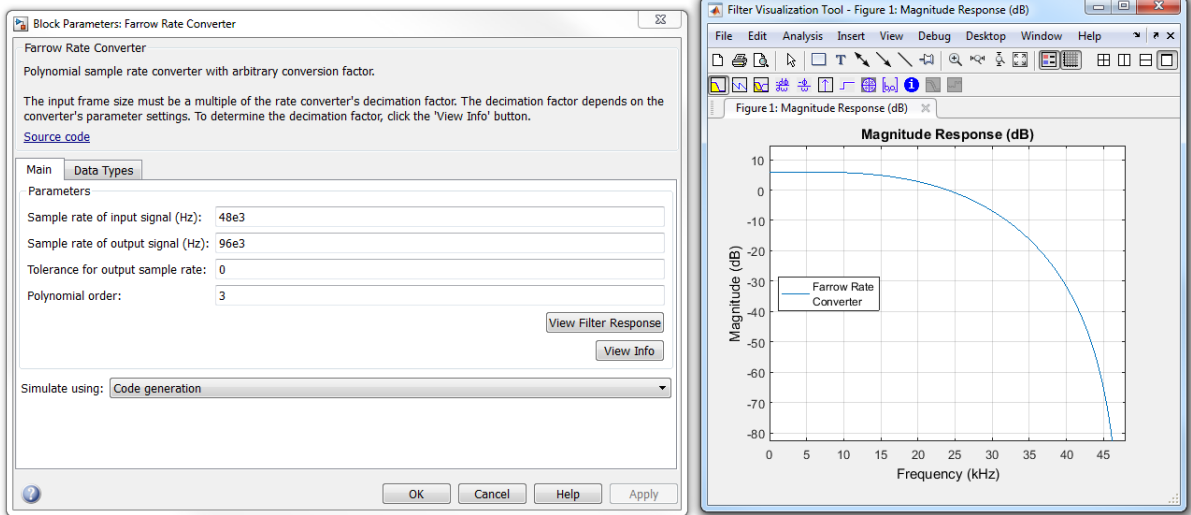 Block Parameters: Farrow Rate Converter
Farrow Rate Converter
Polynomial sample rate converter with arbitrary conversion factor.
The input frame size must be a multiple of the rate converter's decimation factor. The decimation factor depends on the
converter's parameter settings. To determine the decimation factor, click the 'View Info' button.
Source code
Main Data Types
Parameters
Sample rate of input signal (Hz): 48e3
Sample rate of output signal (Hz): 96e3
Tolerance for output sample rate: 0
Polynomial order: 3
View Filter Response
View Info
Simulate using: Code generation
OK Cancel Help Apply
Filter Visualization Tool - Figure 1: Magnitude Response (dB)
File Edit Analysis Insert View Debug Desktop Window Help
Figure 1: Magnitude Response (dB)
Magnitude Response (dB)
10
0
-10
-20
-30
-40
-50
-60
-70
-80
Magnitude (dB)
Farrow Rate
Converter
0 5 10 15 20 25 30 35 40 45
Frequency (kHz)